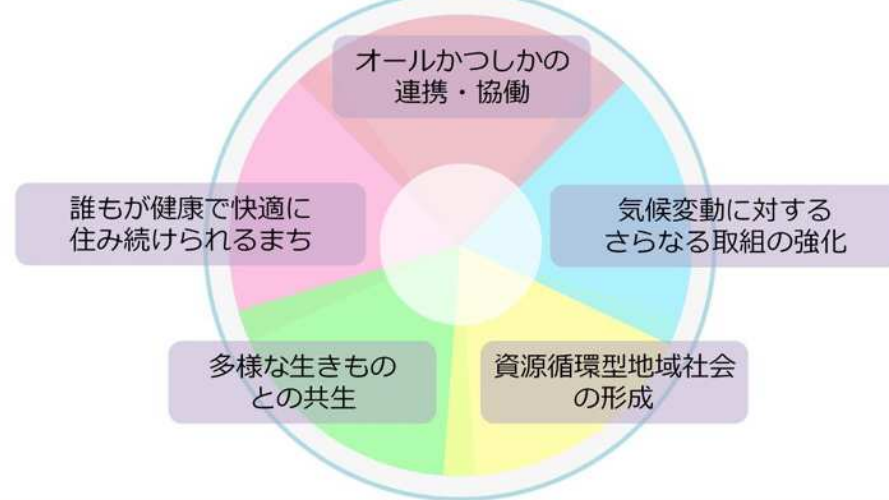 オールかつしかの
連携・協働
誰もが健康で快適に
住み続けられるまち
気候変動に対する
さらなる取組の強化
多様な生きもの
との共生
資源循環型地域社会
の形成